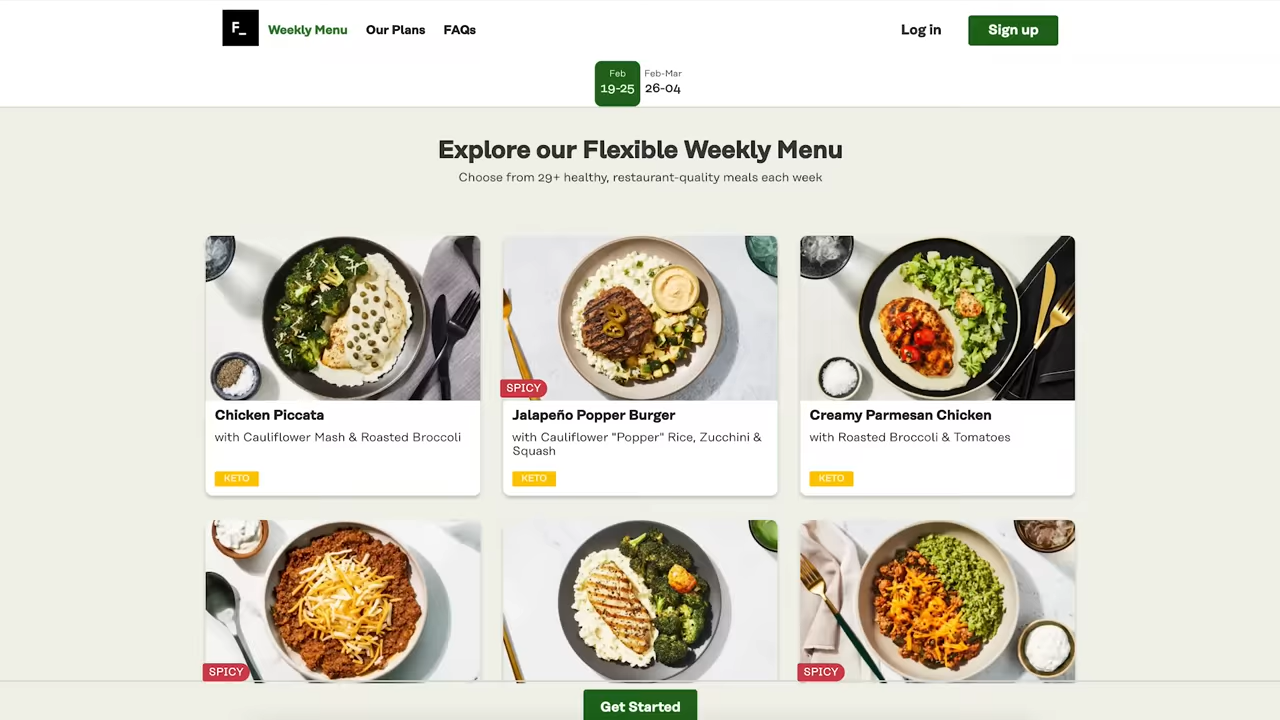 F_
Weekly Menu
Our Plans
FAQs
Log in
Sign up
Feb
19-25
Feb-Mar
26-04
Explore our Flexible Weekly Menu
Choose from 29+ healthy, restaurant-quality meals each week
SPICY
Chicken Piccata
with Cauliflower Mash & Roasted Broccoli
KETO
Jalapeño Popper Burger
with Cauliflower "Popper" Rice, Zucchini &
Squash
KETO
Creamy Parmesan Chicken
with Roasted Broccoli & Tomatoes
KETO
SPICY
SPICY
Get Started